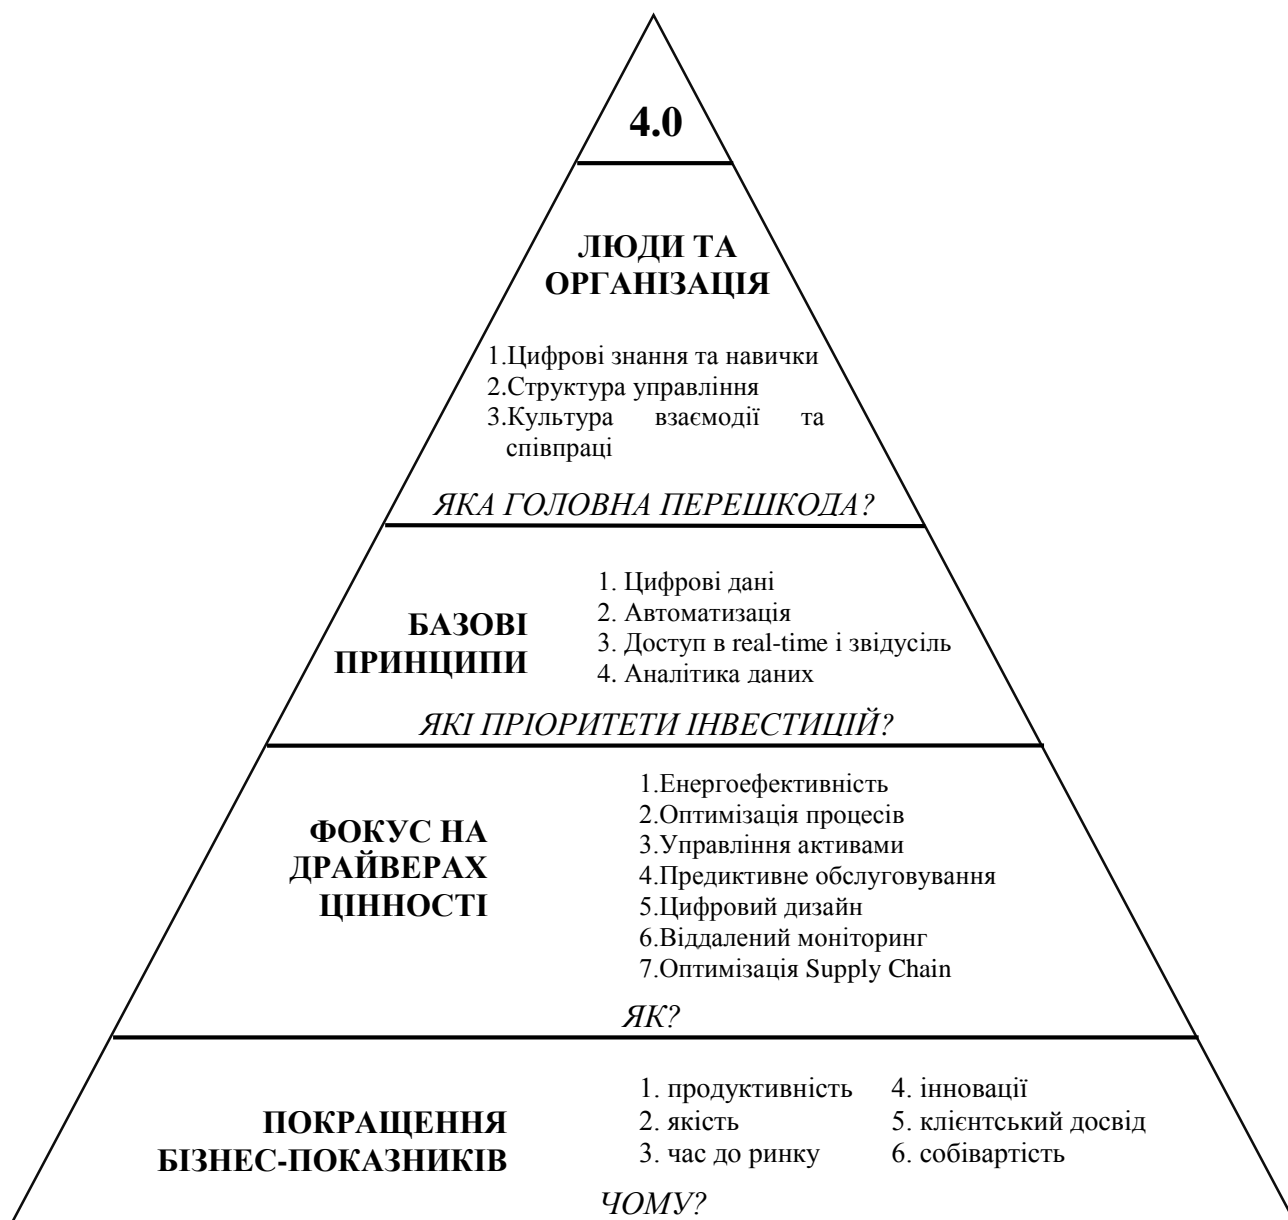 4.0
ЛЮДИ ТА
ОРГАНІЗАЦІЯ
1.Цифрові знання та навички
2.Структура управління
3.Культура взаємодії та
співпраці
ЯКА ГОЛОВНА ПЕРЕШКОДА?
БАЗОВІ
ПРИНЦИПИ
1. Цифрові дані
2. Автоматизація
3. Доступ в real-time і звідусіль
4. Аналітика даних
ЯКІ ПРІОРИТЕТИ ІНВЕСТИЦІЙ?
ФОКУС НА
ДРАЙВЕРАХ
ЦІННОСТІ
1.Енергоефективність
2.Оптимізація процесів
3.Управління активами
4.Предиктивне обслуговування
5.Цифровий дизайн
6.Віддалений моніторинг
7.Оптимізація Supply Chain
ЯК?
ПОКРАЩЕННЯ
БІЗНЕС-ПОКАЗНИКІВ
1. продуктивність
2. якість
3. час до ринку
4. інновації
5. клієнтський досвід
6. собівартість
ЧОМУ?